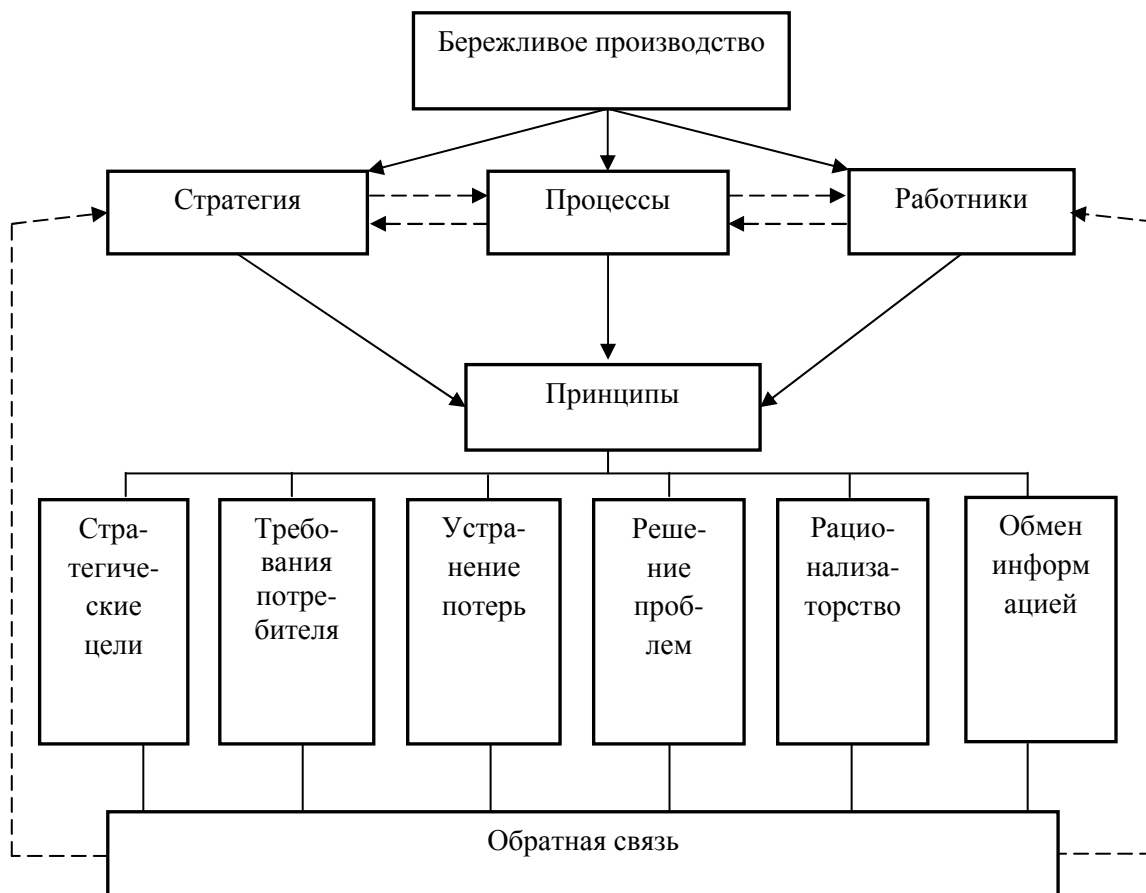 Бережливое производство
Стратегия
Процессы
Работники
Принципы
Стра-
тегиче-
ские
цели
Требо-
вания
потре-
бителя
Устра-
нение
потерь
Реше-
ние
проб-
лем
Рацио-
нализа-
торство
Обмен
информ
ацией
Обратная связь